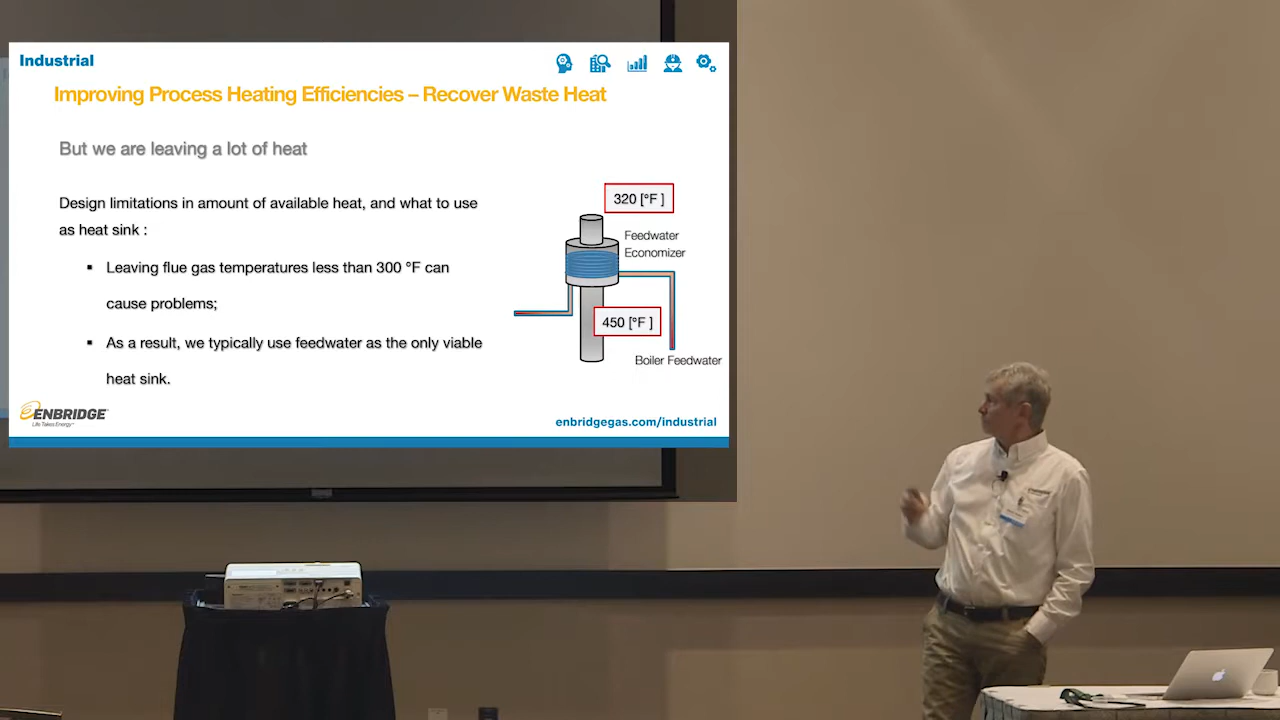 Industrial
Improving Process Heating Efficiencies – Recover Waste Heat
But we are leaving a lot of heat
Design limitations in amount of available heat, and what to use
as heat sink :
▪ Leaving flue gas temperatures less than 300 °F can
cause problems;
▪ As a result, we typically use feedwater as the only viable
heat sink.
320 [°F ]
Feedwater
Economizer
450 [°F ]
Boiler Feedwater
ENBRIDGE
Life Takes Energy™
enbridgegas.com/industrial